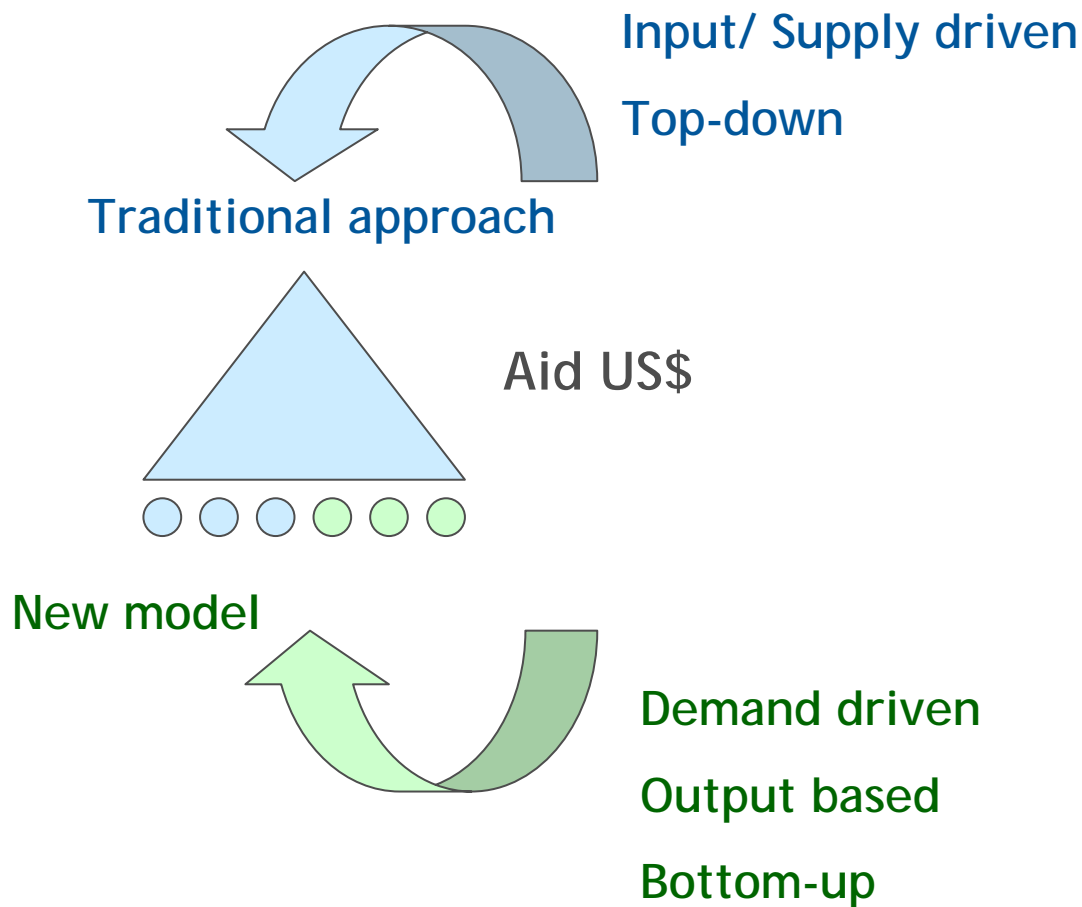 Input/ Supply driven
Top-down
Traditional approach
Aid US$
New model
Demand driven
Output based
Bottom-up